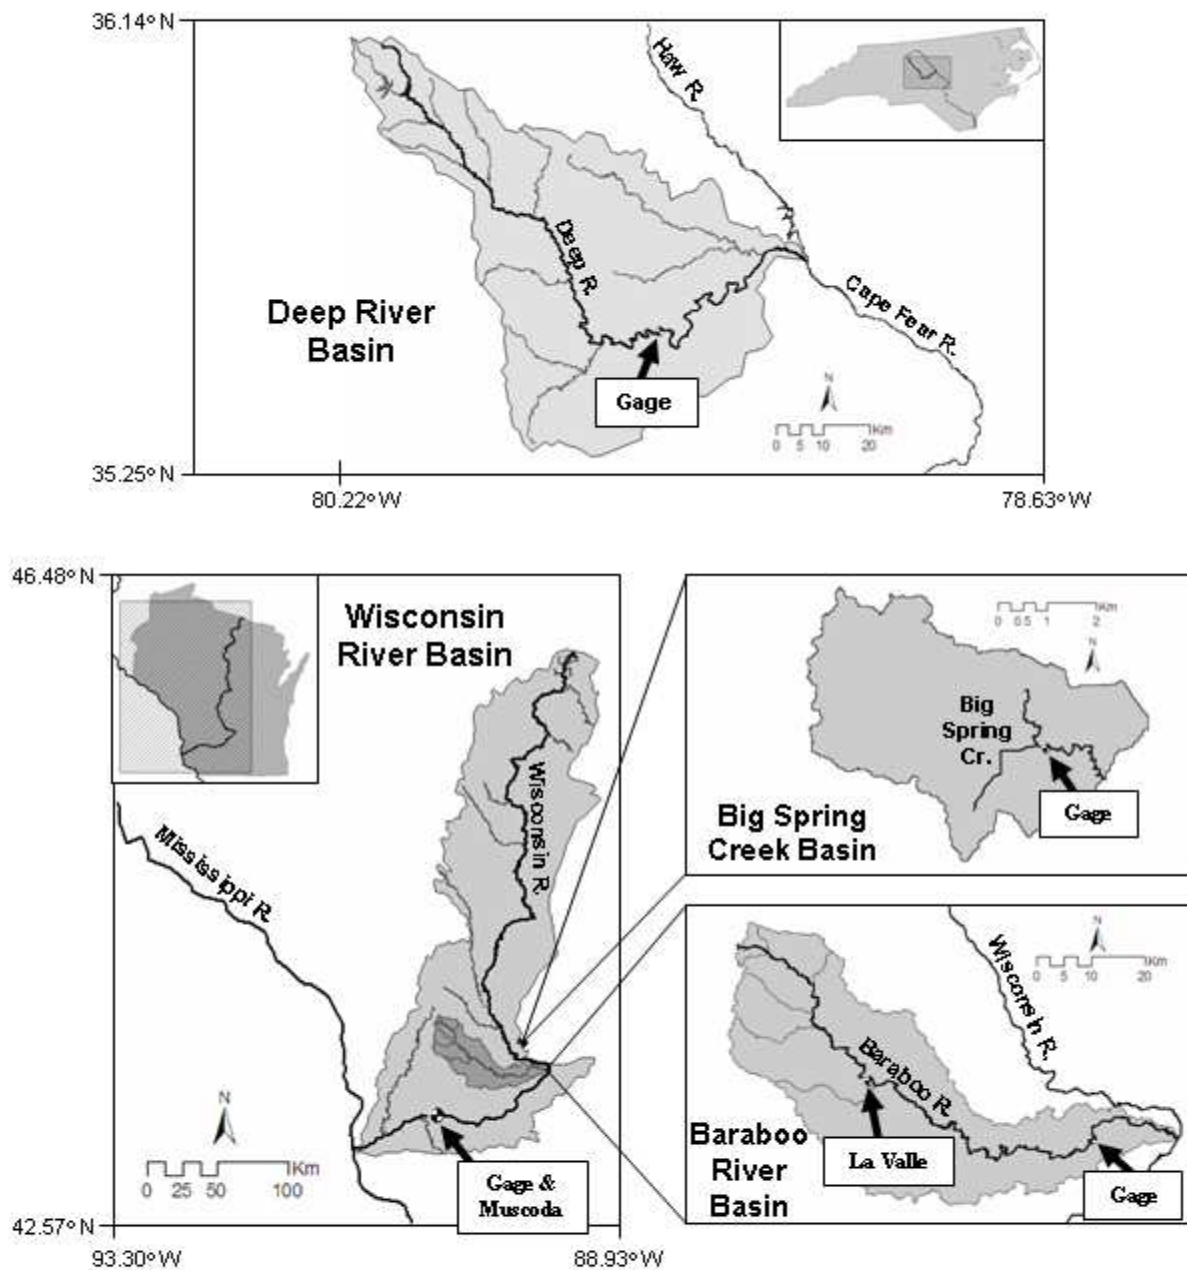 36.14° N
Haw R.
Deep R.
Cape Fear R.
Deep River
Basin
Gage
N
Km
0 5 10 20
35.25° N
80.22° W
78.63° W
46.48° N
Wisconsin
River Basin
Wisconsin R.
Mississippi R.
N
Km
0 25 50 100
Gage &
Muscoda
42.57° N
93.30° W
88.93° W
Km
0 0.5 1 2
N
Big
Spring
Cr.
Gage
Big Spring
Creek Basin
N
Km
0 5 10 20
Wisconsin R.
Baraboo R.
La Valle
Gage
Baraboo
River
Basin